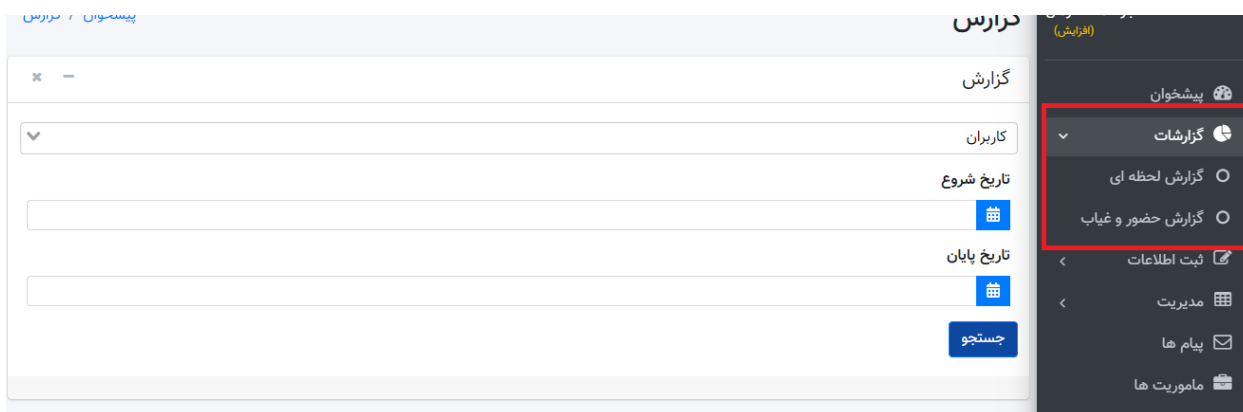 (افزایش)
پیشخوان
گزارشات
گزارش لحظه ای
گزارش حضور و غیاب
ثبت اطلاعات
مدیریت
پیام ها
ماموریت ها
گزارش
پیشخوان / گزارش
گزارش
کاربران
تاریخ شروع
تاریخ پایان
جستجو